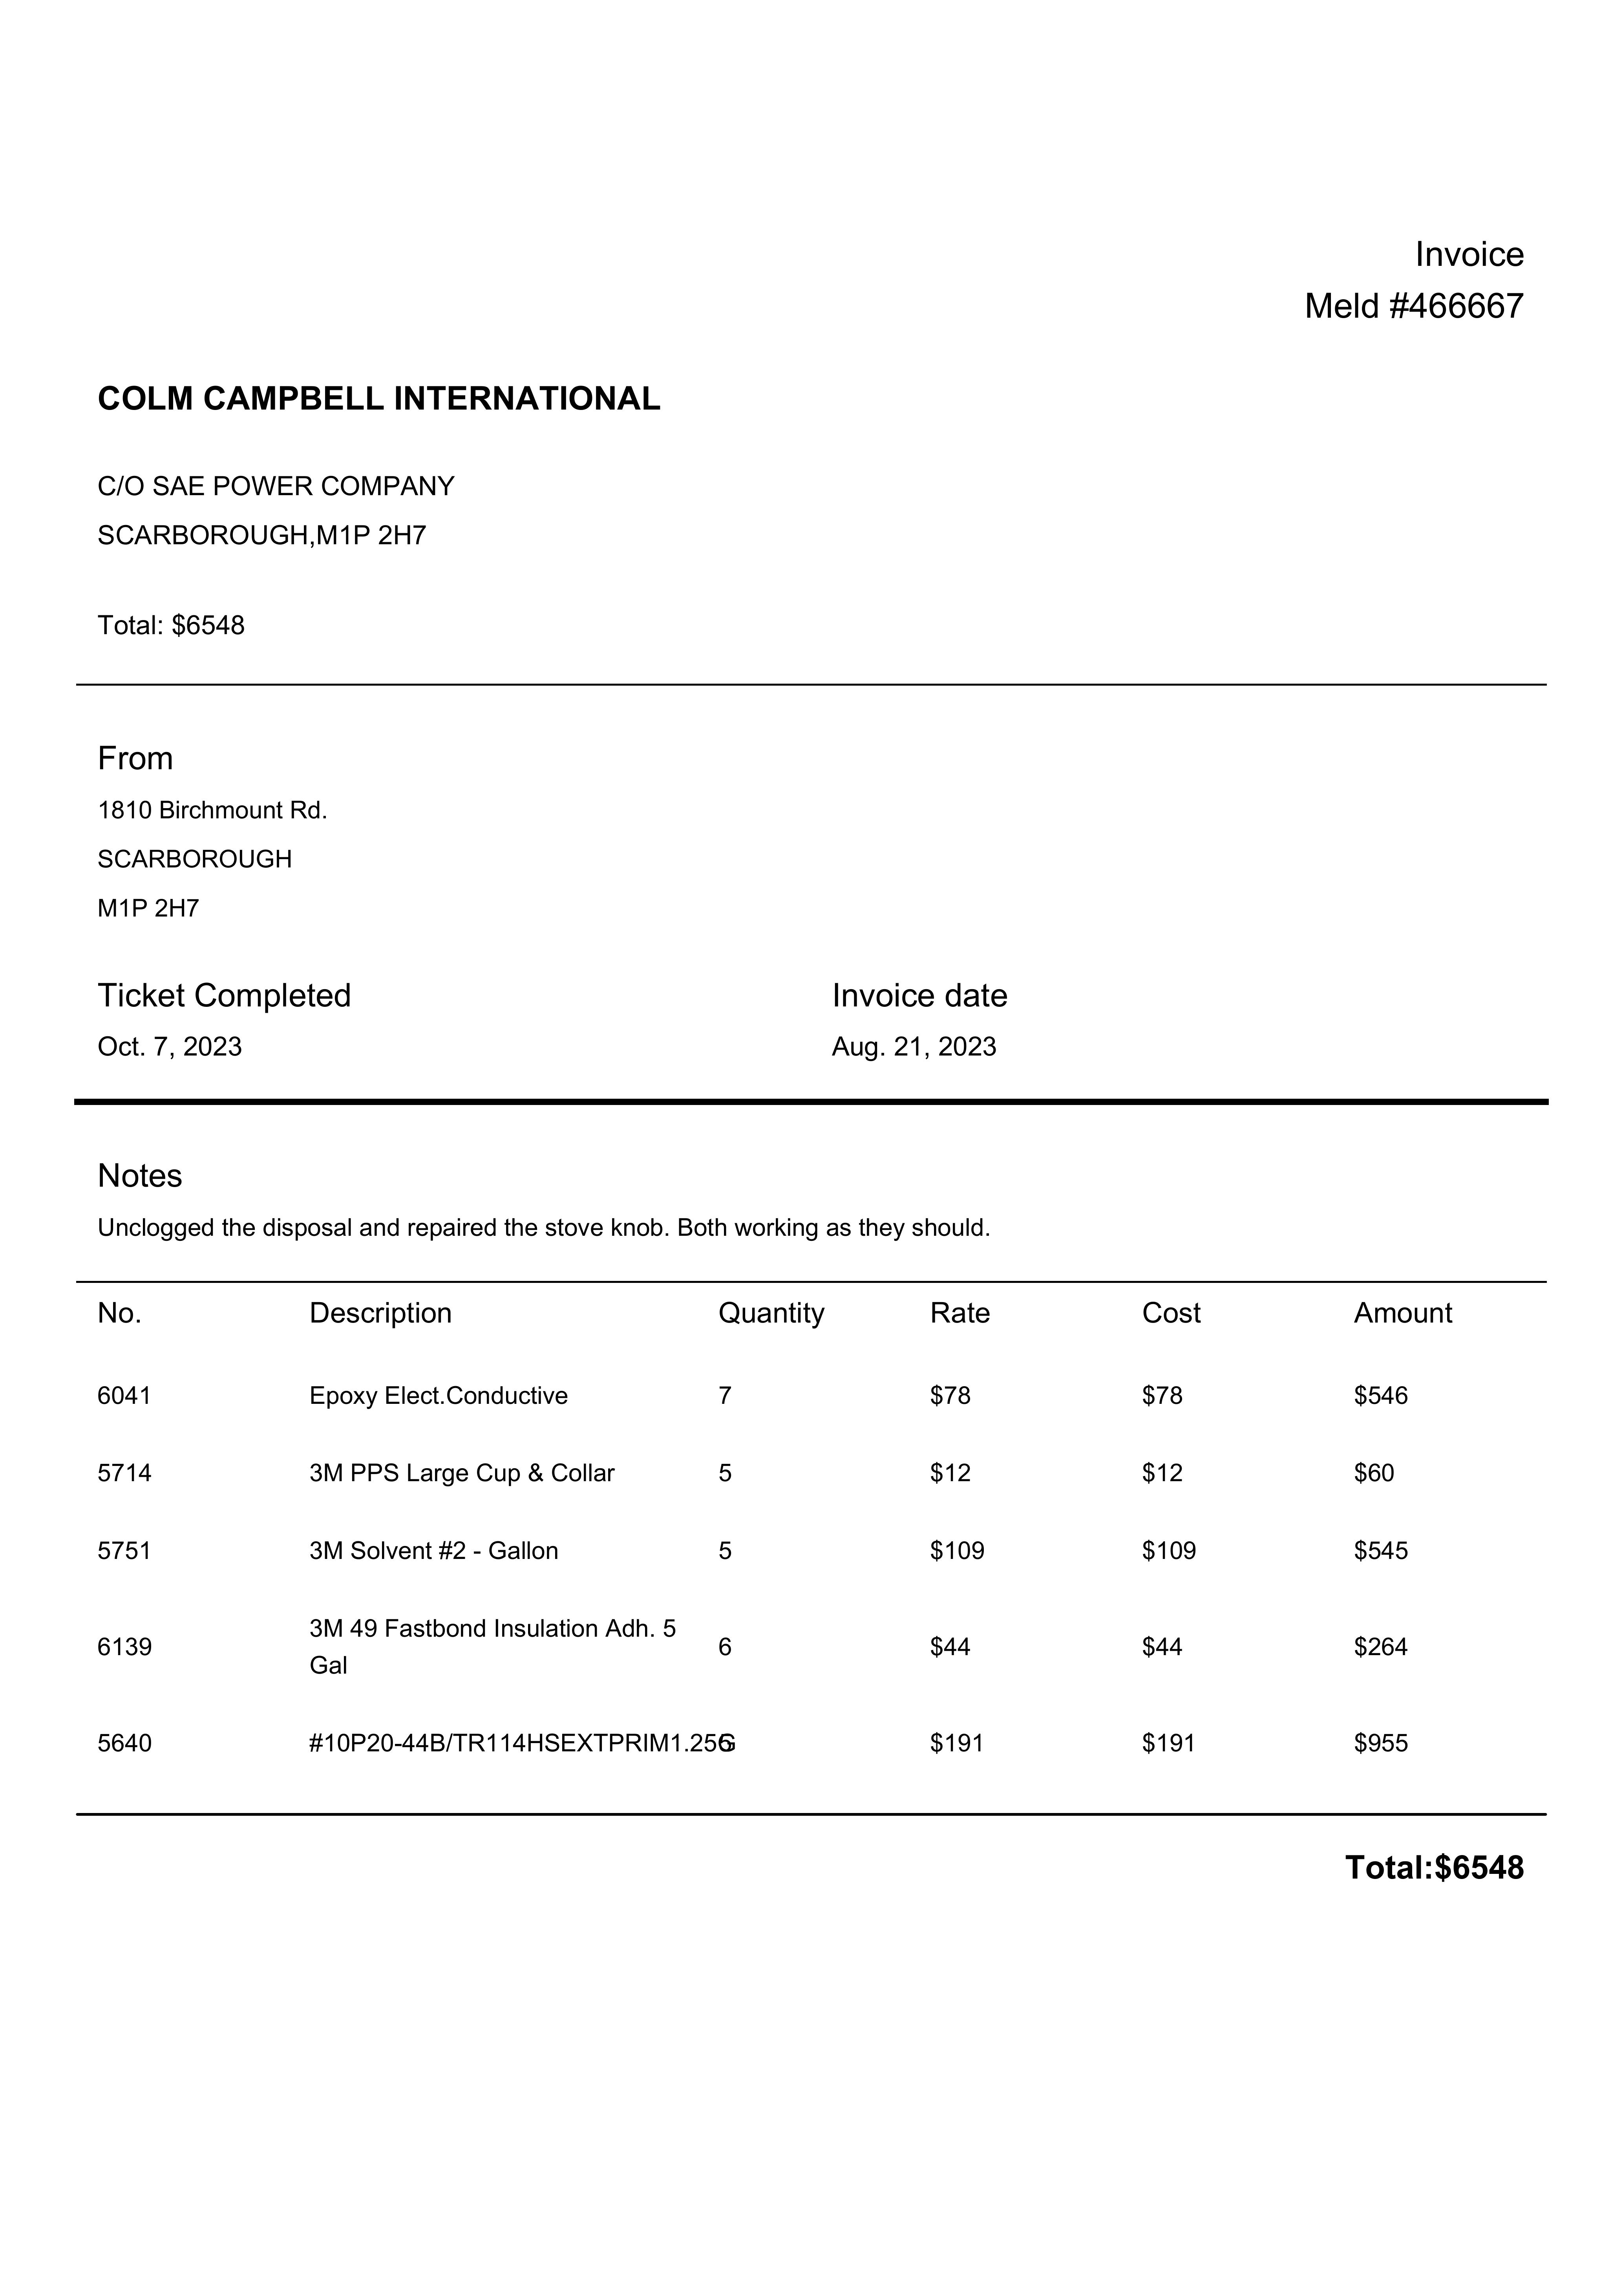 Invoice
Meld #466667
COLM CAMPBELL INTERNATIONAL
C/O SAE POWER COMPANY
SCARBOROUGH,M1P 2H7
Total: $6548
From
1810 Birchmount Rd.
SCARBOROUGH
M1P 2H7
Ticket Completed Invoice date
Oct. 7, 2023 Aug. 21, 2023
Notes
Unclogged the disposal and repaired the stove knob. Both working as they should.
No. Description Quantity Rate Cost Amount
6041 Epoxy Elect.Conductive 7 $78 $78 $546
5714 3M PPS Large Cup & Collar 5 $12 $12 $60
5751 3M Solvent #2 - Gallon 5 $109 $109 $545
6139 3M 49 Fastbond Insulation Adh. 5 6 $44 $44 $264
Gal
5640 #10P20-44B/TR114HSEXTPRIM1.25G 5 $191 $191 $955
Total:$6548